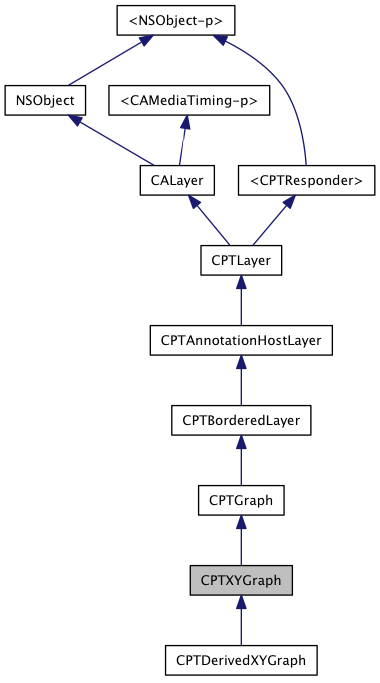 <NSObject-p>
NSObject
<CAMediaTiming-p>
CALayer
<CPTResponder>
CPTLayer
CPTAnnotationHostLayer
CPTBorderedLayer
CPTGraph
CPTXYGraph
CPTDerivedXYGraph